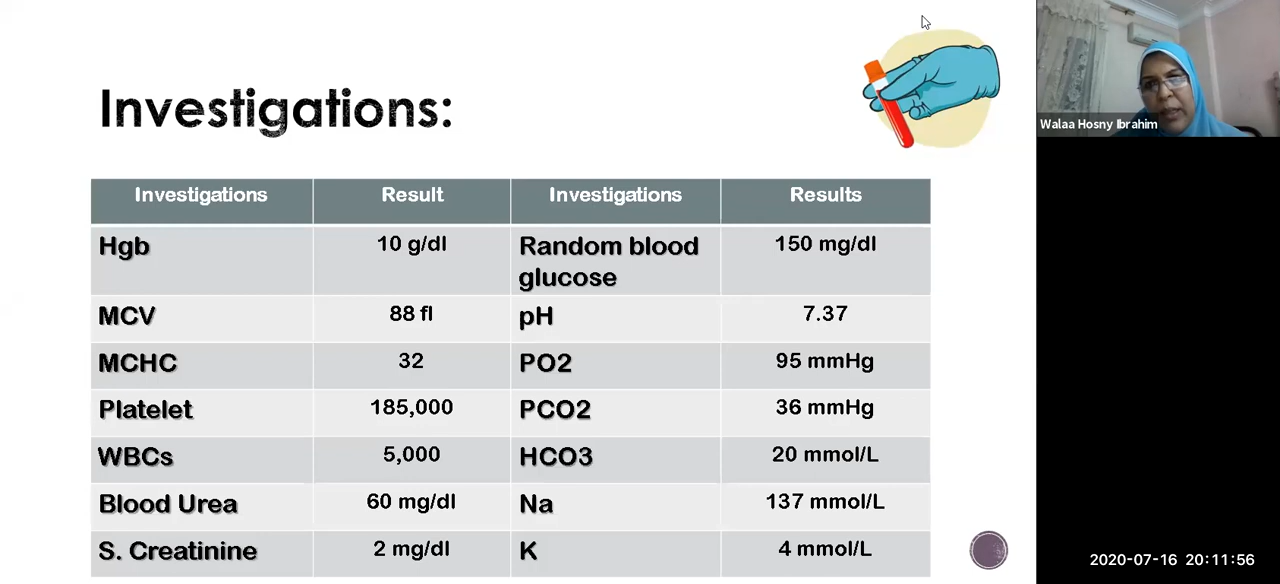 Investigations:
Investigations Result Investigations Results
Hgb 10 g/dl Random blood glucose 150 mg/dl
MCV 88 fl pH 7.37
MCHC 32 PO2 95 mmHg
Platelet 185,000 PCO2 36 mmHg
WBCs 5,000 HCO3 20 mmol/L
Blood Urea 60 mg/dl Na 137 mmol/L
S. Creatinine 2 mg/dl K 4 mmol/L
Walaa Hosny Ibrahim
2020-07-16 20:11:56